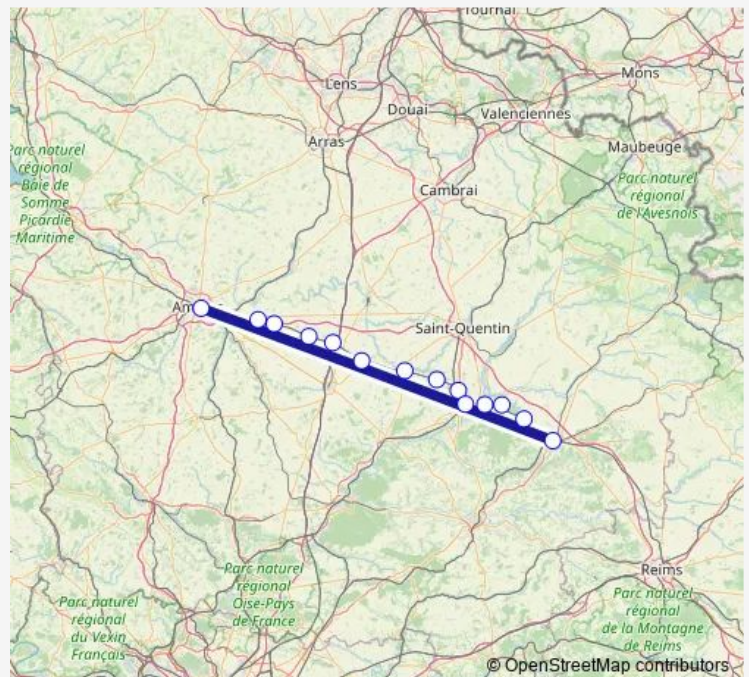 Tournai
Lens
Mons
Douai
Valenciennes
Arras
Maubeuge
Parc naturel
régional
Baie de
Somme
Picardie
Maritime
Parc naturel
régional
de l'Avesnois
Cambrai
Am
Saint-Quentin
Reims
Parc naturel
régional
Oise-Pays
de France
Parc naturel
régional
du Vexin
Français
Parc naturel
régional
de la Montagne
de Reims
© OpenStreetMap contributors